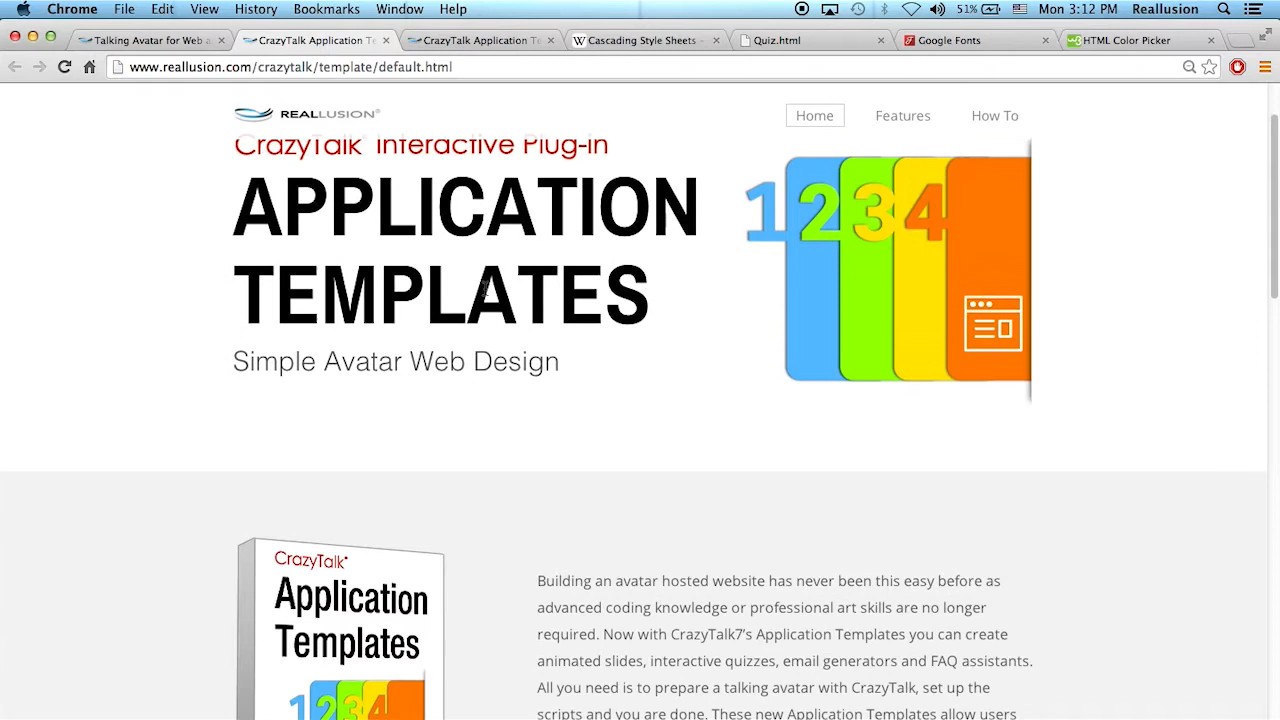 Chrome File Edit View History Bookmarks Window Help 51% Mon 3:12 PM Reallusion
Talking Avatar for Web a × CrazyTalk Application Te × CrazyTalk Application Te × W Cascading Style Sheets - × Quiz.html × Google Fonts × HTML Color Picker ×
www.reallusion.com/crazytalk/template/default.html
REALLUSION® Home Features How To
CrazyTalk® Interactive Plug-in
APPLICATION
TEMPLATES
Simple Avatar Web Design
1 2 3 4
CrazyTalk®
Application
Templates
1 2 3 4
Building an avatar hosted website has never been this easy before as
advanced coding knowledge or professional art skills are no longer
required. Now with CrazyTalk7's Application Templates you can create
animated slides, interactive quizzes, email generators and FAQ assistants.
All you need is to prepare a talking avatar with CrazyTalk, set up the
scripts and you are done. These new Application Templates allow users